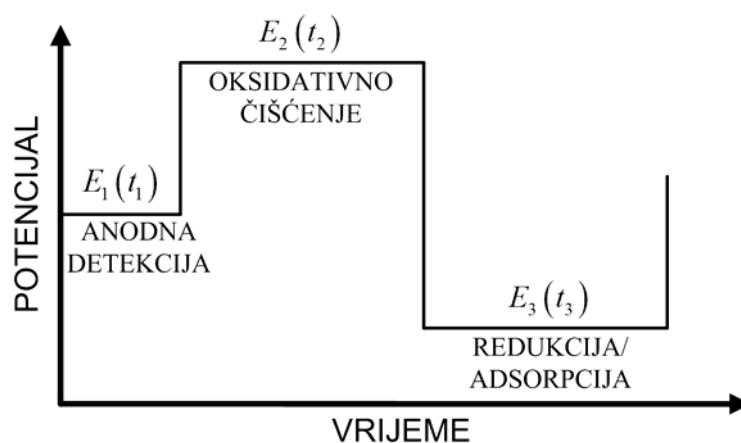 E₂(t₂)
OKSIDATIVNO
ČIŠĆENJE
E₁(t₁)
ANODNA
DETEKCIJA
E₃(t₃)
REDUKCIJA/
ADSORPCIJA
POTENCIJAL
VRIJEME